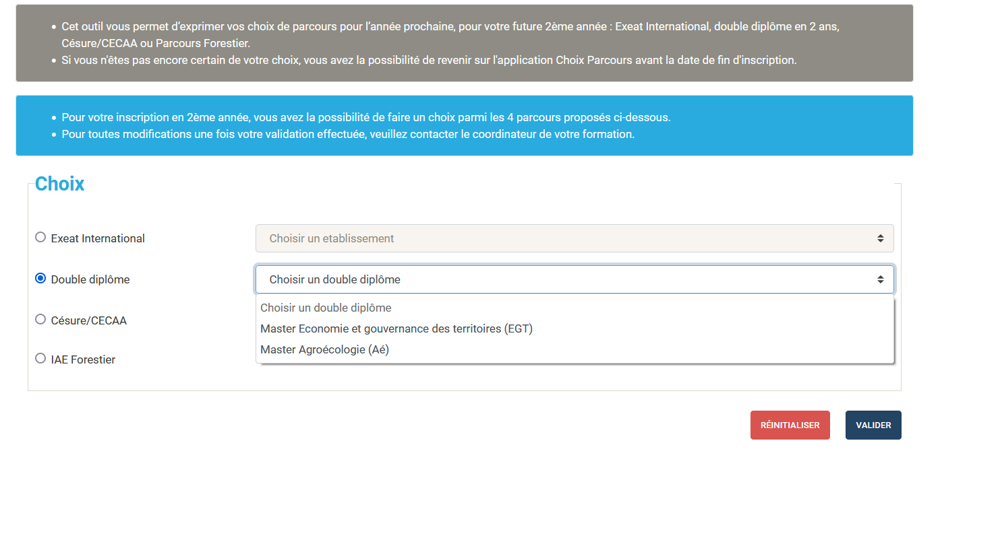 Cet outil vous permet d’exprimer vos choix de parcours pour l’année prochaine, pour votre future 2ème année : Exeat International, double diplôme en 2 ans,
Césure/CECAA ou Parcours Forestier.
Si vous n'êtes pas encore certain de votre choix, vous avez la possibilité de revenir sur l'application Choix Parcours avant la date de fin d'inscription.
Pour votre inscription en 2ème année, vous avez la possibilité de faire un choix parmi les 4 parcours proposés ci-dessous.
Pour toutes modifications une fois votre validation effectuée, veuillez contacter le coordinateur de votre formation.
Choix
Exeat International
Choisir un etablissement
Double diplôme
Choisir un double diplôme
Choisir un double diplôme
Master Economie et gouvernance des territoires (EGT)
Master Agroécologie (Aé)
Césure/CECAA
IAE Forestier
RÉINITIALISER
VALIDER